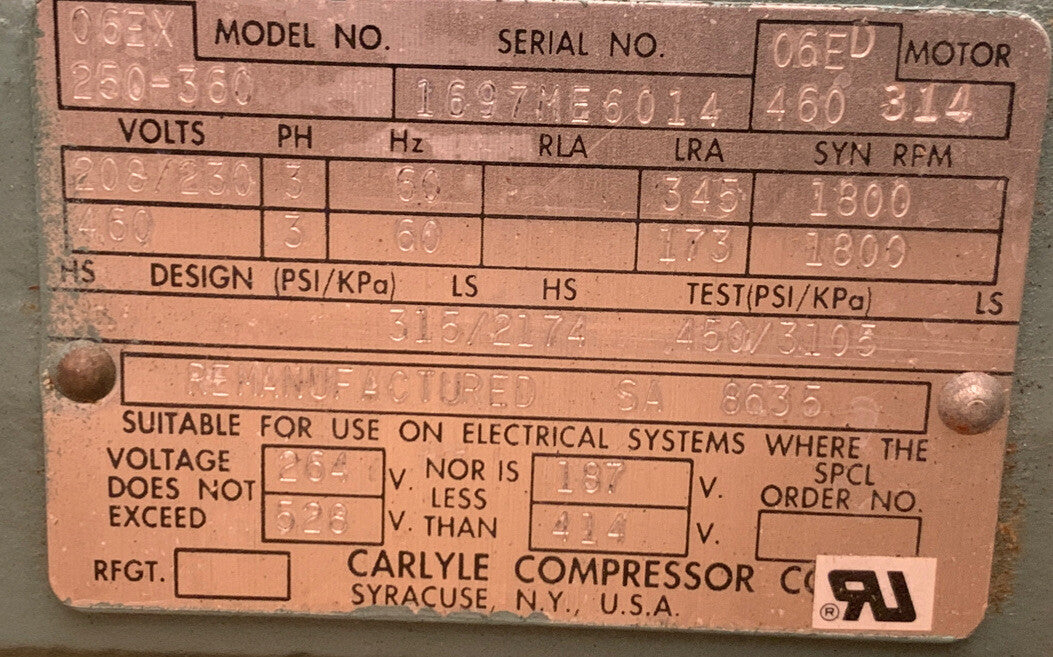 06EX MODEL NO. SERIAL NO. 06ED MOTOR
250-360 1697ME6014 460 314
VOLTS PH Hz RLA LRA SYN RPM
208/230 3 60 345 1800
460 3 60 173 1800
HS DESIGN (PSI/KPa) LS HS TEST(PSI/KPa) LS
315/2174 450/3105
REMANUFACTURED SA 8635
SUITABLE FOR USE ON ELECTRICAL SYSTEMS WHERE THE
VOLTAGE DOES NOT EXCEED 264 V. 528 V. NOR IS LESS THAN 187 V. 414 V. SPCL ORDER NO.
RFGT. CARLYLE COMPRESSOR CO
SYRACUSE, N.Y., U.S.A. ® RU